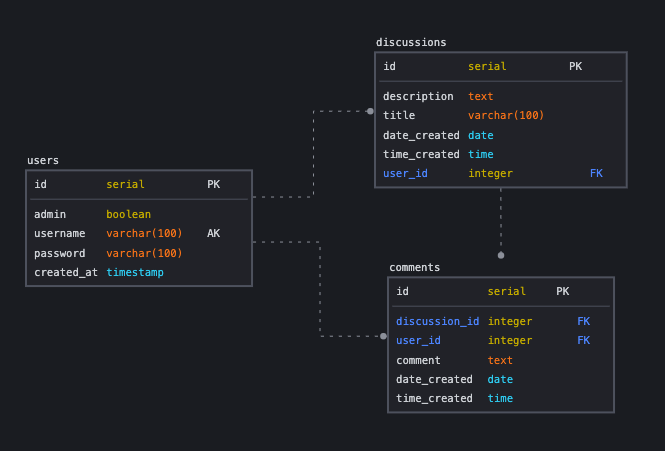 discussions
id serial PK
description text
title varchar(100)
date_created date
time_created time
user_id integer FK
users
id serial PK
admin boolean
username varchar(100) AK
password varchar(100)
created_at timestamp
comments
id serial PK
discussion_id integer FK
user_id integer FK
comment text
date_created date
time_created time